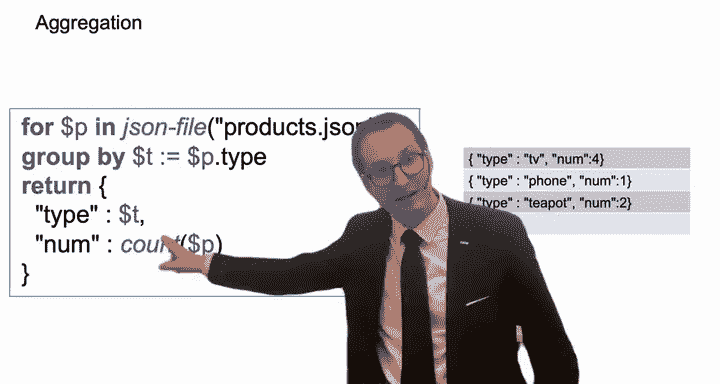 Aggregation
for $p in json-file("products.json
group by $t := $p.type
return {
"type" : $t,
"num" : count($p)
}
{ "type" : "tv", "num":4}
{ "type" : "phone", "num":1}
{ "type" : "teapot", "num":2}